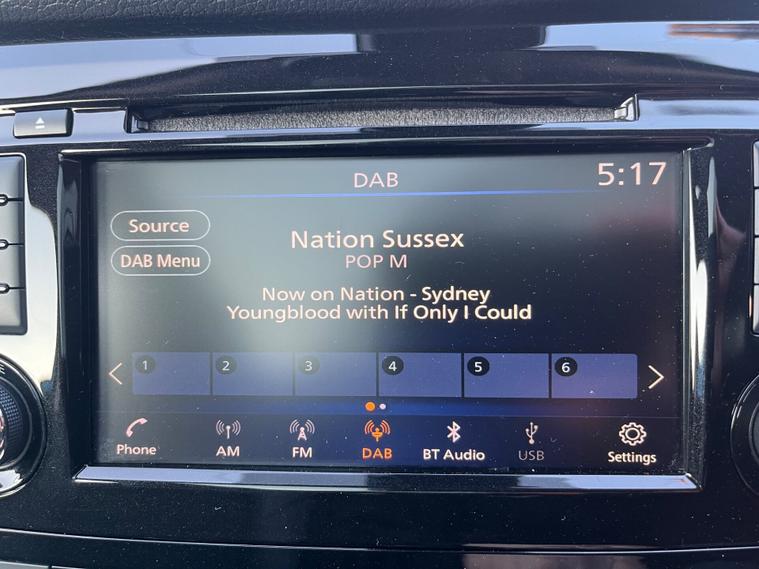 DAB
5:17
Source
DAB Menu
Nation Sussex
POP M
Now on Nation - Sydney
Youngblood with If Only I Could
1 2 3 4 5 6
Phone AM FM DAB BT Audio USB Settings